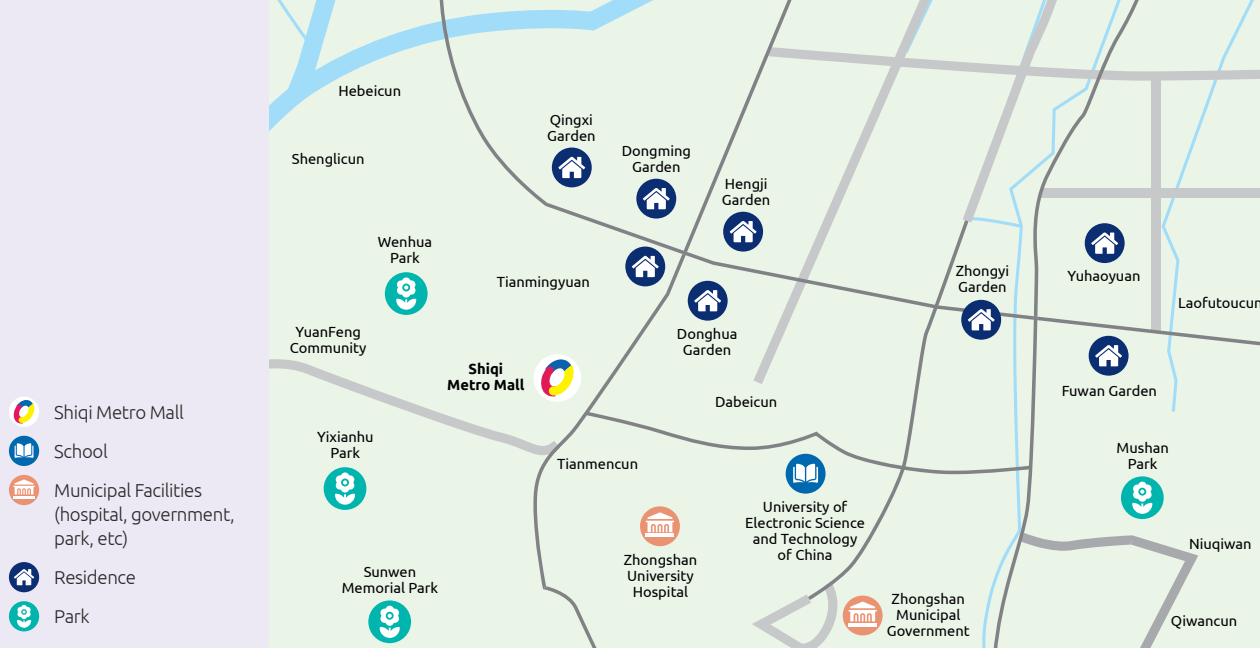 Hebeicun
Shenglicun
Qingxi
Garden
Dongming
Garden
Hengji
Garden
Wenhua
Park
Tianmingyuan
Zhongyi
Garden
Yuhaoyuan
Laofutoucun
YuanFeng
Community
Donghua
Garden
Shiqi
Metro Mall
Fuwan Garden
Dabeicun
Yixianhu
Park
Tianmencun
Mushan
Park
University of
Electronic Science
and Technology
of China
Zhongshan
University
Hospital
Niuqiwan
Sunwen
Memorial Park
Zhongshan
Municipal
Government
Qiwancun
Shiqi Metro Mall
School
Municipal Facilities
(hospital, government,
park, etc)
Residence
Park